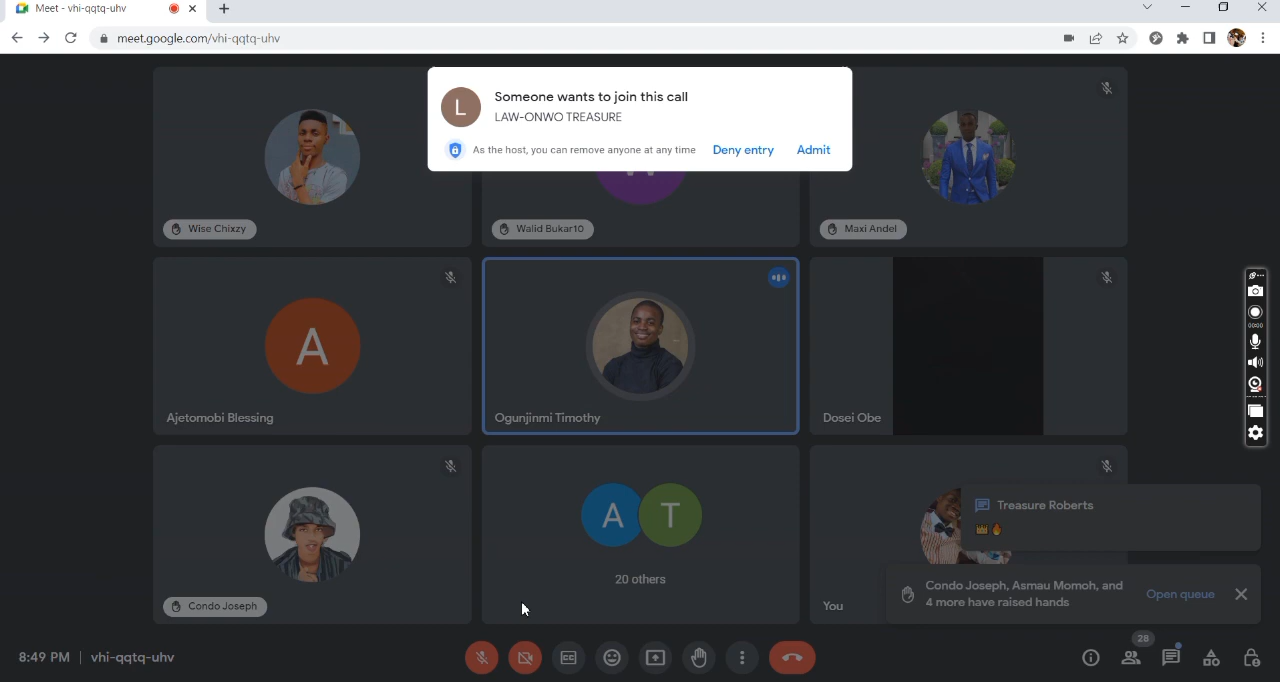 Meet - vhi-qqtq-uhv
meet.google.com/vhi-qqtq-uhv
L
Someone wants to join this call
LAW-ONWO TREASURE
As the host, you can remove anyone at any time
Deny entry
Admit
Wise Chixzy
Walid Bukar10
Maxi Andel
A
Ajetomobi Blessing
Ogunjinmi Timothy
Dosei Obe
Condo Joseph
A
T
20 others
You
Treasure Roberts
Condo Joseph, Asmau Momoh, and
4 more have raised hands
Open queue
8:49 PM | vhi-qqtq-uhv
CC
28